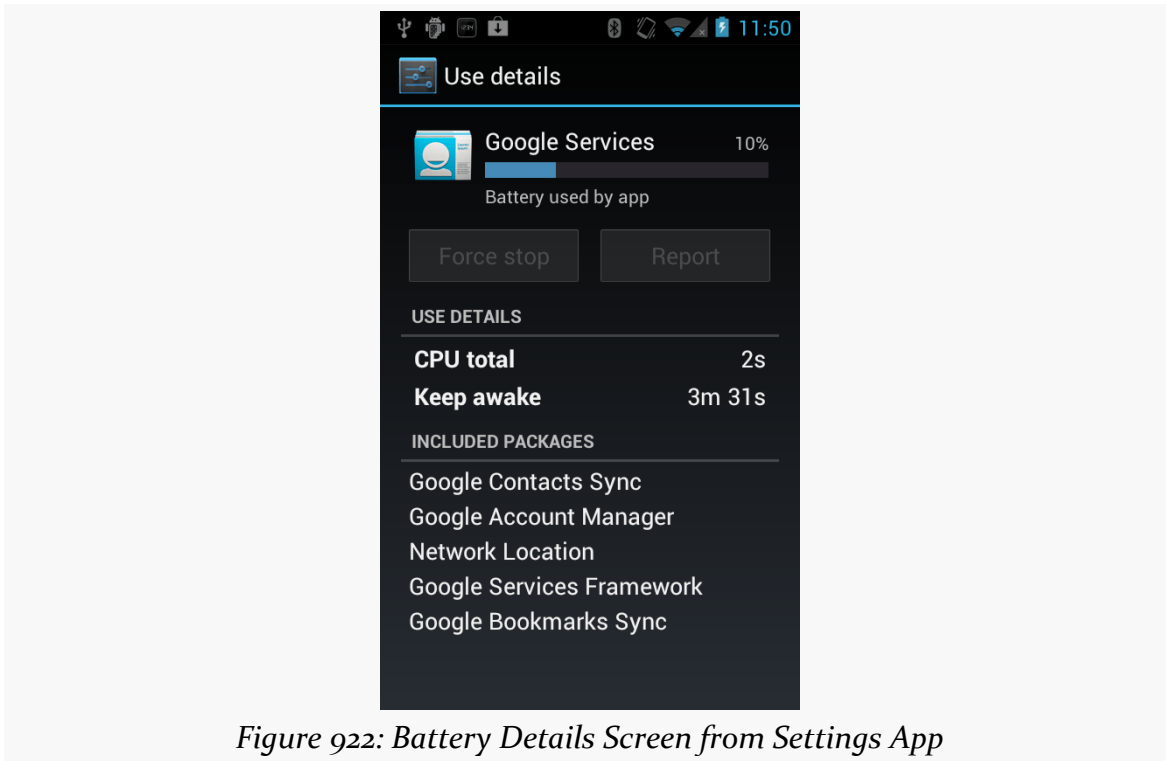 11:50
Use details
Google Services 10%
Battery used by app
Force stop Report
USE DETAILS
CPU total 2s
Keep awake 3m 31s
INCLUDED PACKAGES
Google Contacts Sync
Google Account Manager
Network Location
Google Services Framework
Google Bookmarks Sync
Figure 922: Battery Details Screen from Settings App